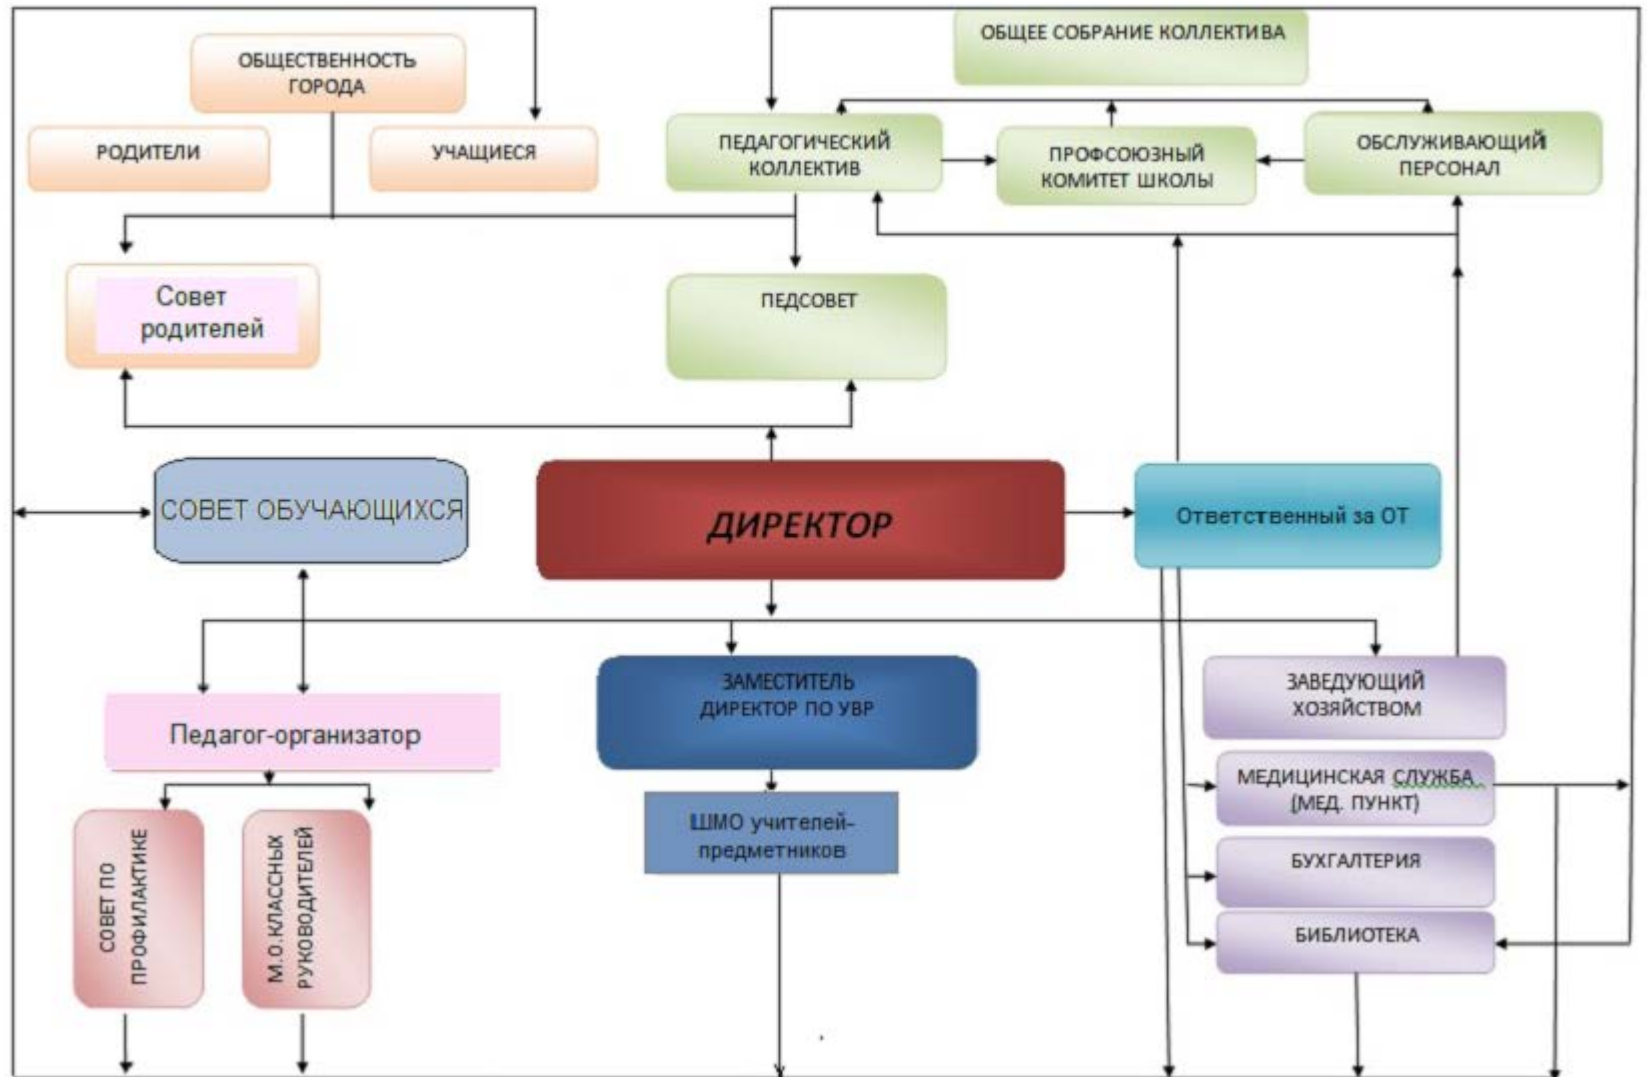 ОБЩЕСТВЕННОСТЬ
ГОРОДА
РОДИТЕЛИ
УЧАЩИЕСЯ
ОБЩЕЕ СОБРАНИЕ КОЛЛЕКТИВА
ПЕДАГОГИЧЕСКИЙ
КОЛЛЕКТИВ
ПРОФСОЮЗНЫЙ
КОМИТЕТ ШКОЛЫ
ОБСЛУЖИВАЮЩИЙ
ПЕРСОНАЛ
Совет
родителей
ПЕДСОВЕТ
СОВЕТ ОБУЧАЮЩИХСЯ
ДИРЕКТОР
Ответственный за ОТ
Педагог-организатор
ЗАМЕСТИТЕЛЬ
ДИРЕКТОР ПО УВР
ЗАВЕДУЮЩИЙ
ХОЗЯЙСТВОМ
МЕДИЦИНСКАЯ СЛУЖБА
(МЕД. ПУНКТ)
ШМО учителей-
предметников
БУХГАЛТЕРИЯ
БИБЛИОТЕКА
СОВЕТ ПО
ПРОФИЛАКТИКЕ
М.О.КЛАССНЫХ
РУКОВОДИТЕЛЕЙ